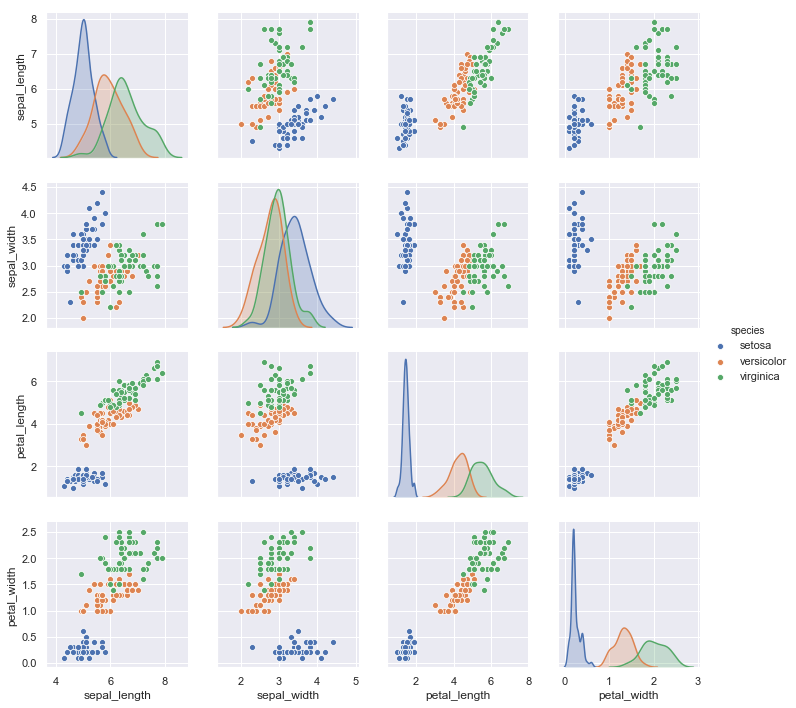 sepal_length
8
7
6
5
sepal_width
4.5
4.0
3.5
3.0
2.5
2.0
species
setosa
versicolor
virginica
petal_length
6
4
2
petal_width
2.5
2.0
1.5
1.0
0.5
0.0
4 6 8
2 3 4 5
2 4 6 8
0 1 2 3
sepal_length sepal_width petal_length petal_width